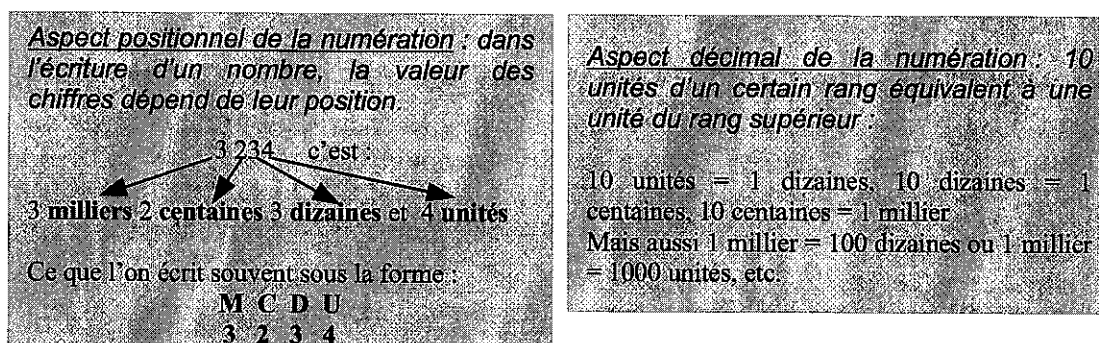 Aspect positionnel de la numération : dans
l'écriture d'un nombre, la valeur des
chiffres dépend de leur position.
3 234 c'est :
3 milliers 2 centaines 3 dizaines et 4 unités
Ce que l'on écrit souvent sous la forme :
M C D U
3 2 3 4
Aspect décimal de la numération : 10
unités d'un certain rang équivalent à une
unité du rang supérieur :
10 unités = 1 dizaines, 10 dizaines = 1
centaines, 10 centaines = 1 millier
Mais aussi 1 millier = 100 dizaines ou 1 millier
= 1000 unités, etc.